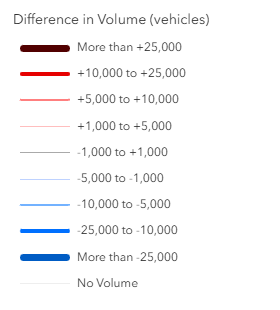 Difference in Volume (vehicles)
More than +25,000
+10,000 to +25,000
+5,000 to +10,000
+1,000 to +5,000
-1,000 to +1,000
-5,000 to -1,000
-10,000 to -5,000
-25,000 to -10,000
More than -25,000
No Volume